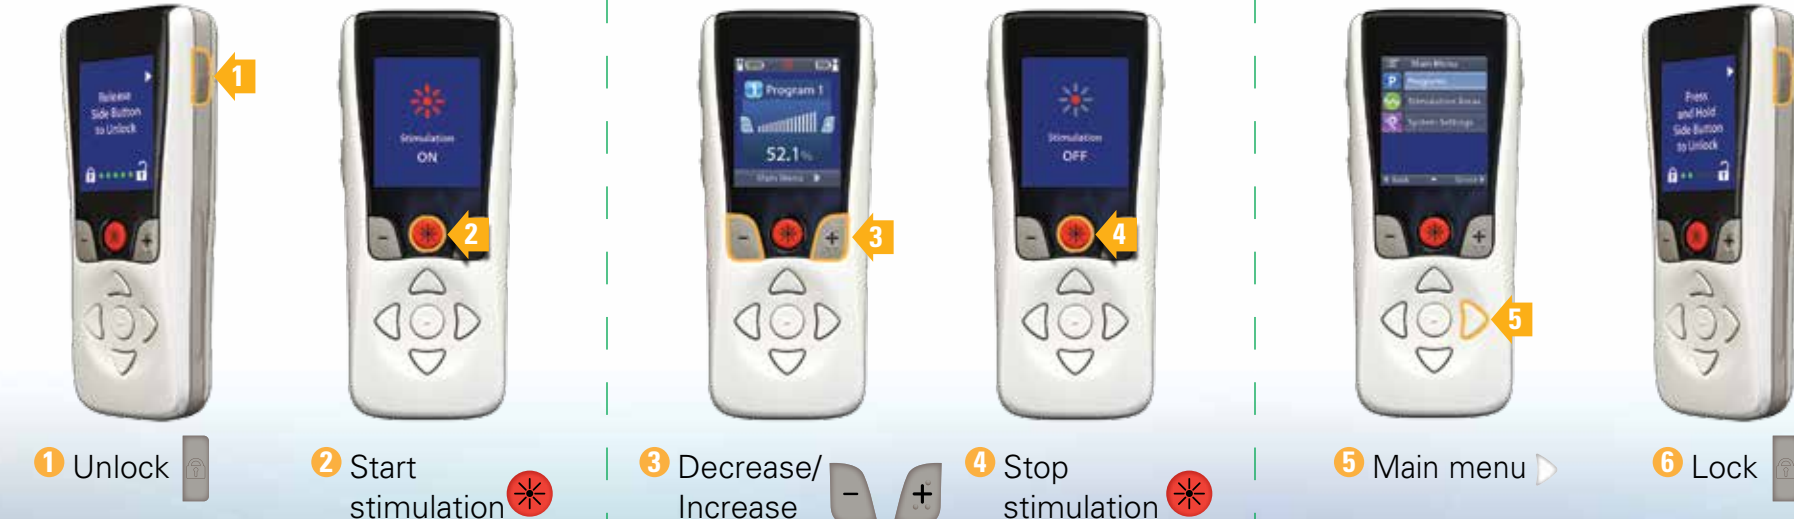 Release
Side Button
to Unlock
1
Stimulation
ON
2
1 Program 1
52.1%
Main Menu
- +
3
Stimulation
OFF
4
Main Menu
P Programs
Stimulation Areas
System Settings
Back
5
Press
and Hold
Side Button
to Unlock
1 Unlock
2 Start
stimulation
3 Decrease/
Increase
- +
4 Stop
stimulation
5 Main menu
6 Lock